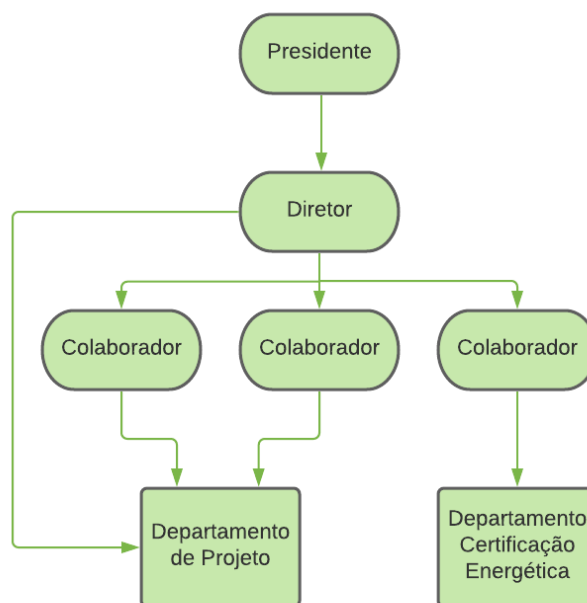 Presidente
Diretor
Colaborador
Colaborador
Colaborador
Departamento
de Projeto
Departamento
Certificação
Energética